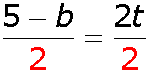 5 − b / 2 = 2t / 2